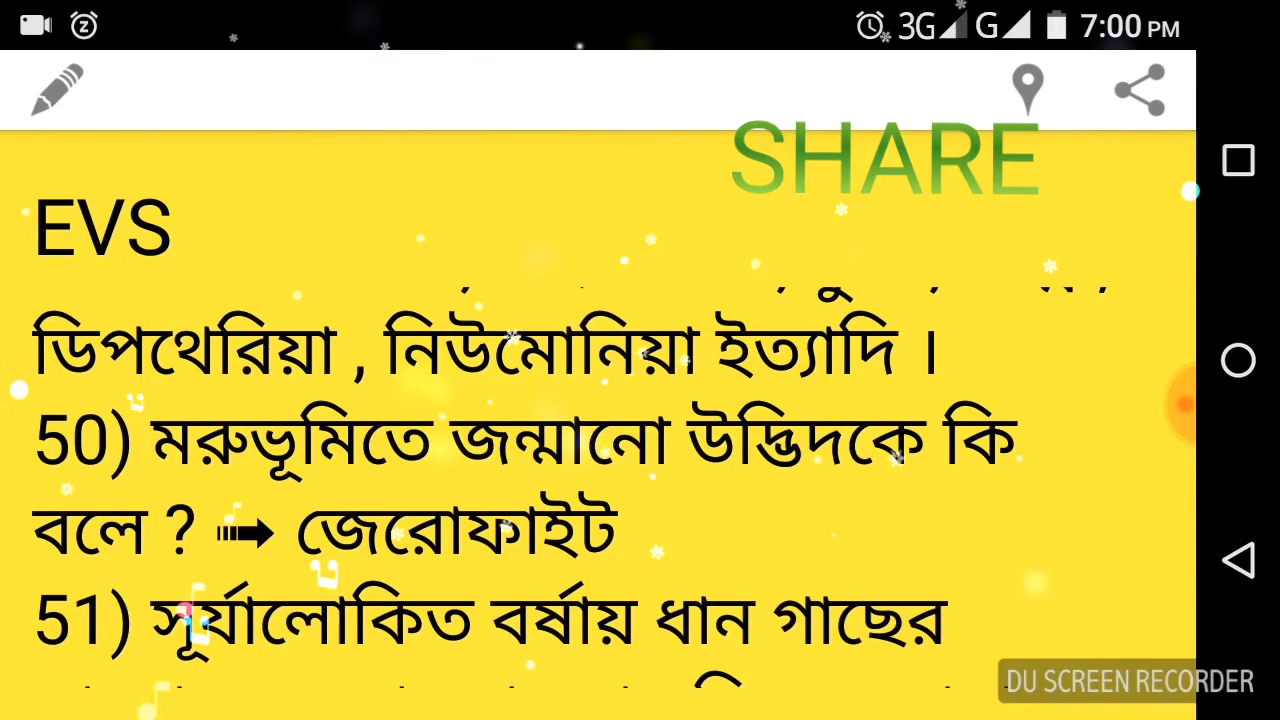 3G G 7:00 PM
SHARE
EVS
ডিপথেরিয়া , নিউমোনিয়া ইত্যাদি ।
50) মরুভূমিতে জন্মানো উদ্ভিদকে কি
বলে ? ➟ জেরোফাইট
51) সূর্যালোকিত বর্ষায় ধান গাছের
DU SCREEN RECORDER